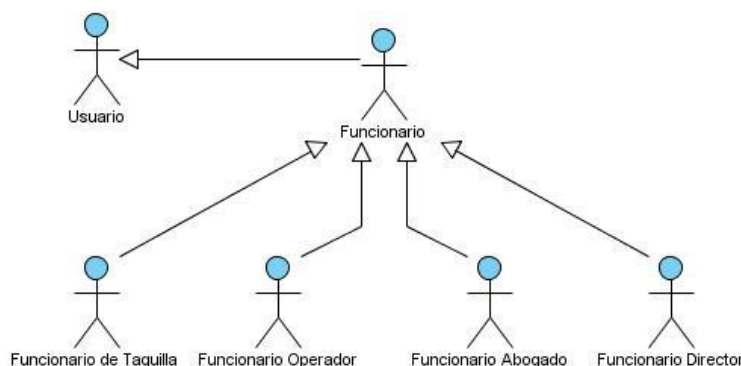 Usuario
Funcionario
Funcionario de Taquilla
Funcionario Operador
Funcionario Abogado
Funcionario Director